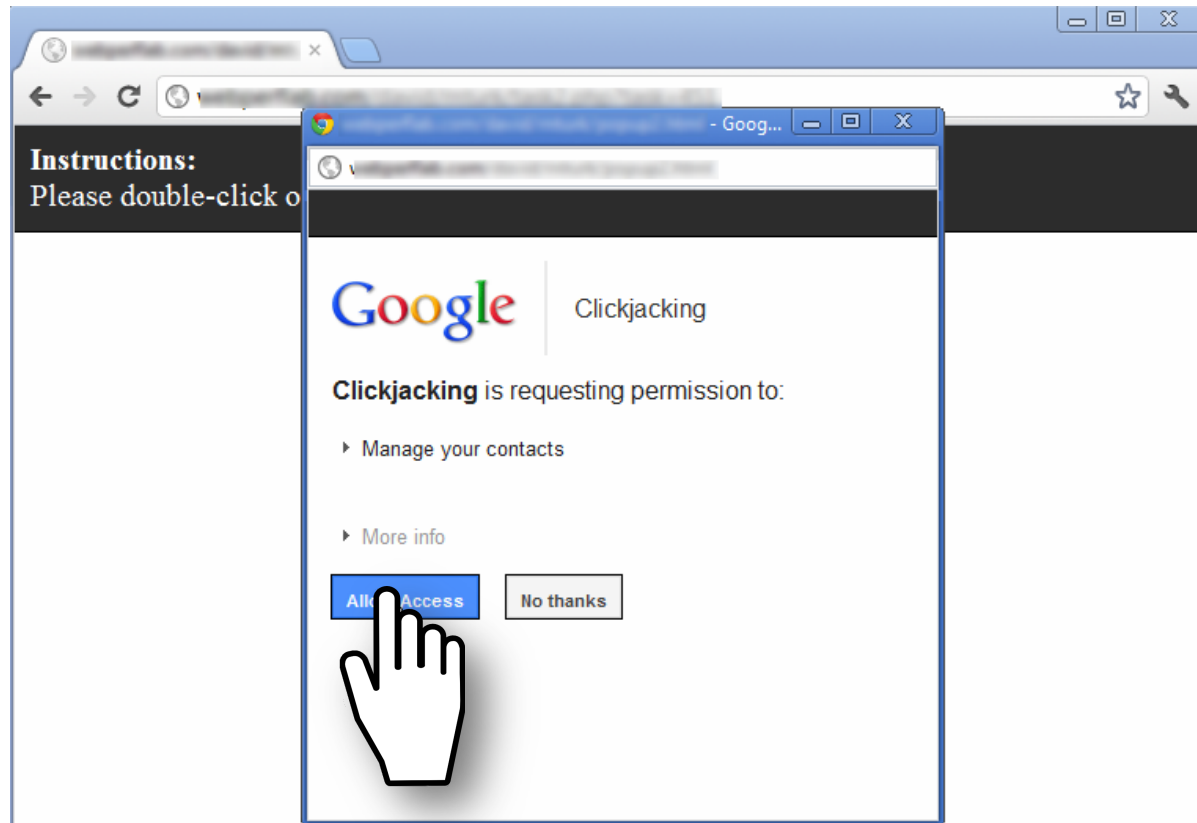 - Goog...
Instructions:
Please double-click o
Google
Clickjacking
Clickjacking is requesting permission to:
Manage your contacts
More info
Access
No thanks